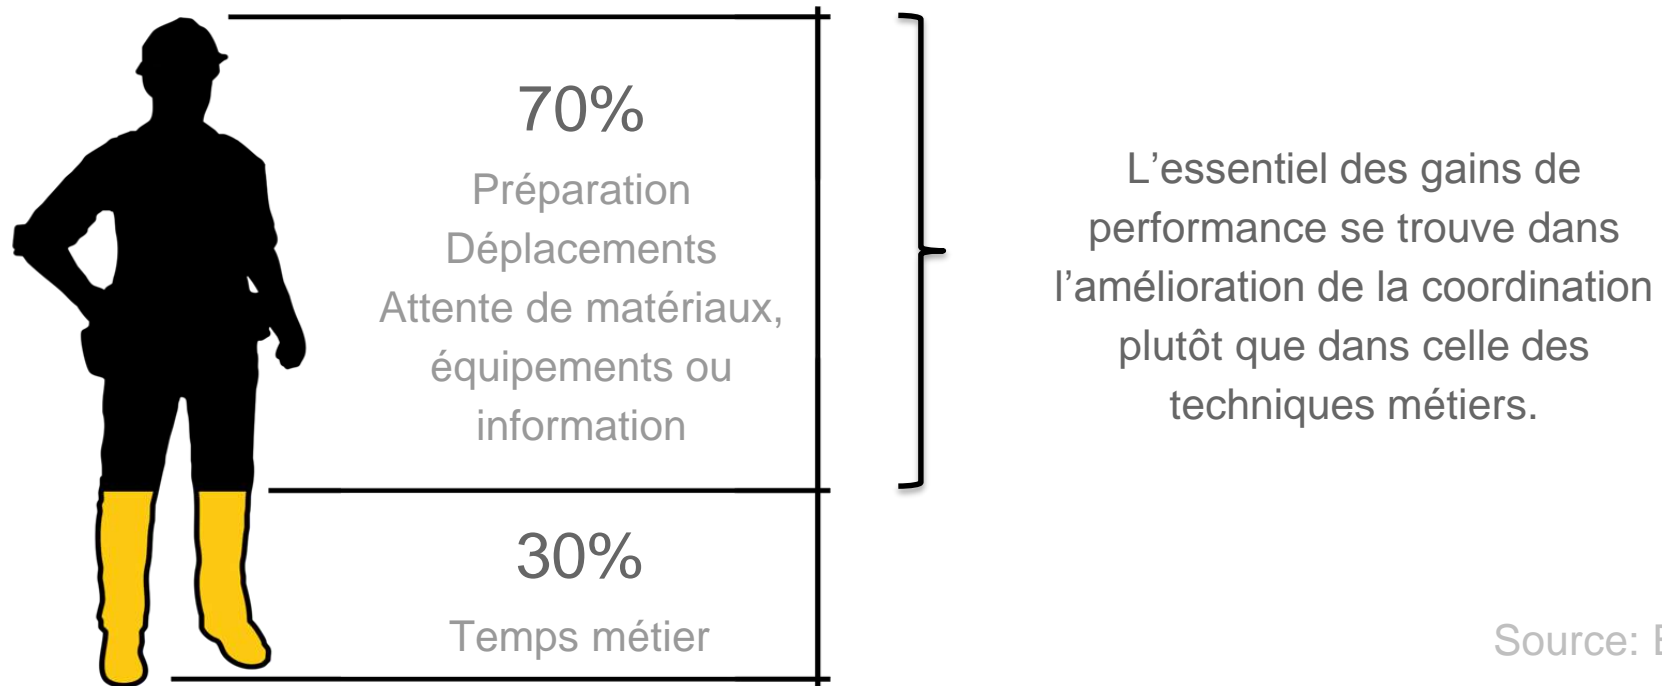 70%
Préparation
Déplacements
Attente de matériaux,
équipements ou
information
30%
Temps métier
L’essentiel des gains de
performance se trouve dans
l’amélioration de la coordination
plutôt que dans celle des
techniques métiers.
Source: